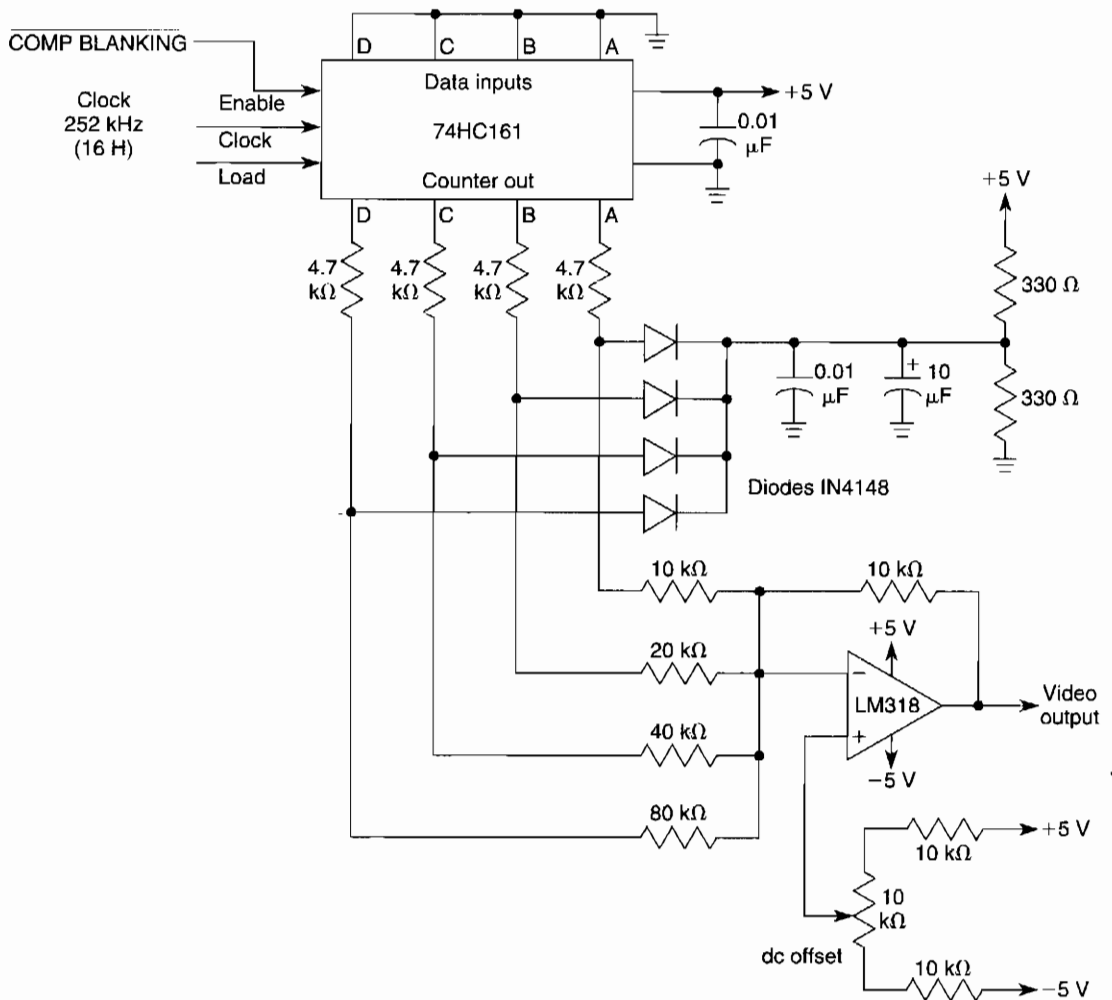 D C B A
COMP BLANKING
Data inputs
Clock
252 kHz
(16 H)
Enable
Clock
Load
74HC161
+5 V
0.01
μF
Counter out
D C B A
+5 V
4.7
kΩ
4.7
kΩ
4.7
kΩ
4.7
kΩ
330 Ω
0.01
μF
+
10
μF
330 Ω
Diodes IN4148
10 kΩ
10 kΩ
+5 V
20 kΩ
−
LM318
+
Video
output
40 kΩ
−5 V
80 kΩ
+5 V
10 kΩ
10
kΩ
dc offset
10 kΩ
−5 V